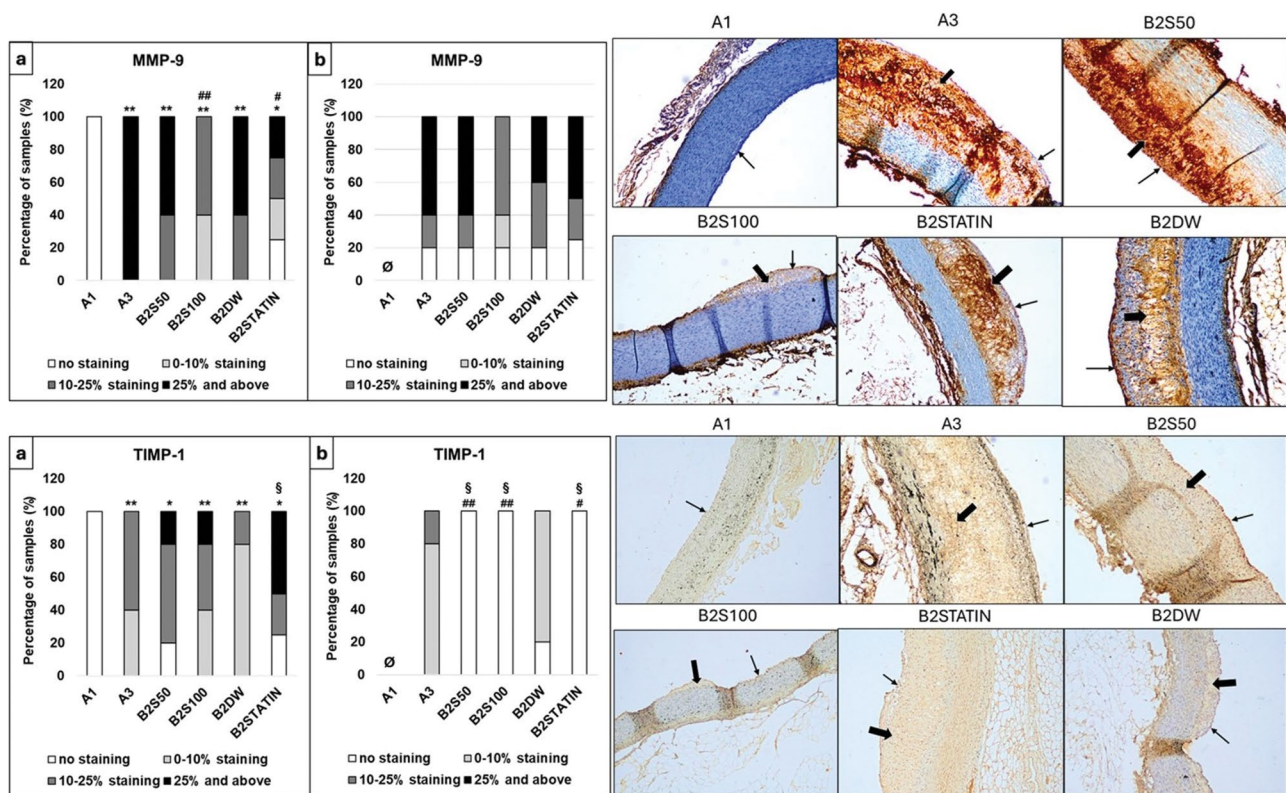 a
MMP-9
Percentage of samples (%)
120
100
80
60
40
20
0
**
**
##
**
**
#
*
A1
A3
B2S50
B2S100
B2DW
B2STATIN
no staining
0-10% staining
10-25% staining
25% and above
b
MMP-9
Percentage of samples (%)
120
100
80
60
40
20
0
Ø
A1
A3
B2S50
B2S100
B2DW
B2STATIN
no staining
0-10% staining
10-25% staining
25% and above
A1
A3
B2S50
B2S100
B2STATIN
B2DW
a
TIMP-1
Percentage of samples (%)
120
100
80
60
40
20
0
**
*
**
**
§
*
A1
A3
B2S50
B2S100
B2DW
B2STATIN
no staining
0-10% staining
10-25% staining
25% and above
b
TIMP-1
Percentage of samples (%)
120
100
80
60
40
20
0
§
##
§
##
§
#
Ø
A1
A3
B2S50
B2S100
B2DW
B2STATIN
no staining
0-10% staining
10-25% staining
25% and above
A1
A3
B2S50
B2S100
B2STATIN
B2DW